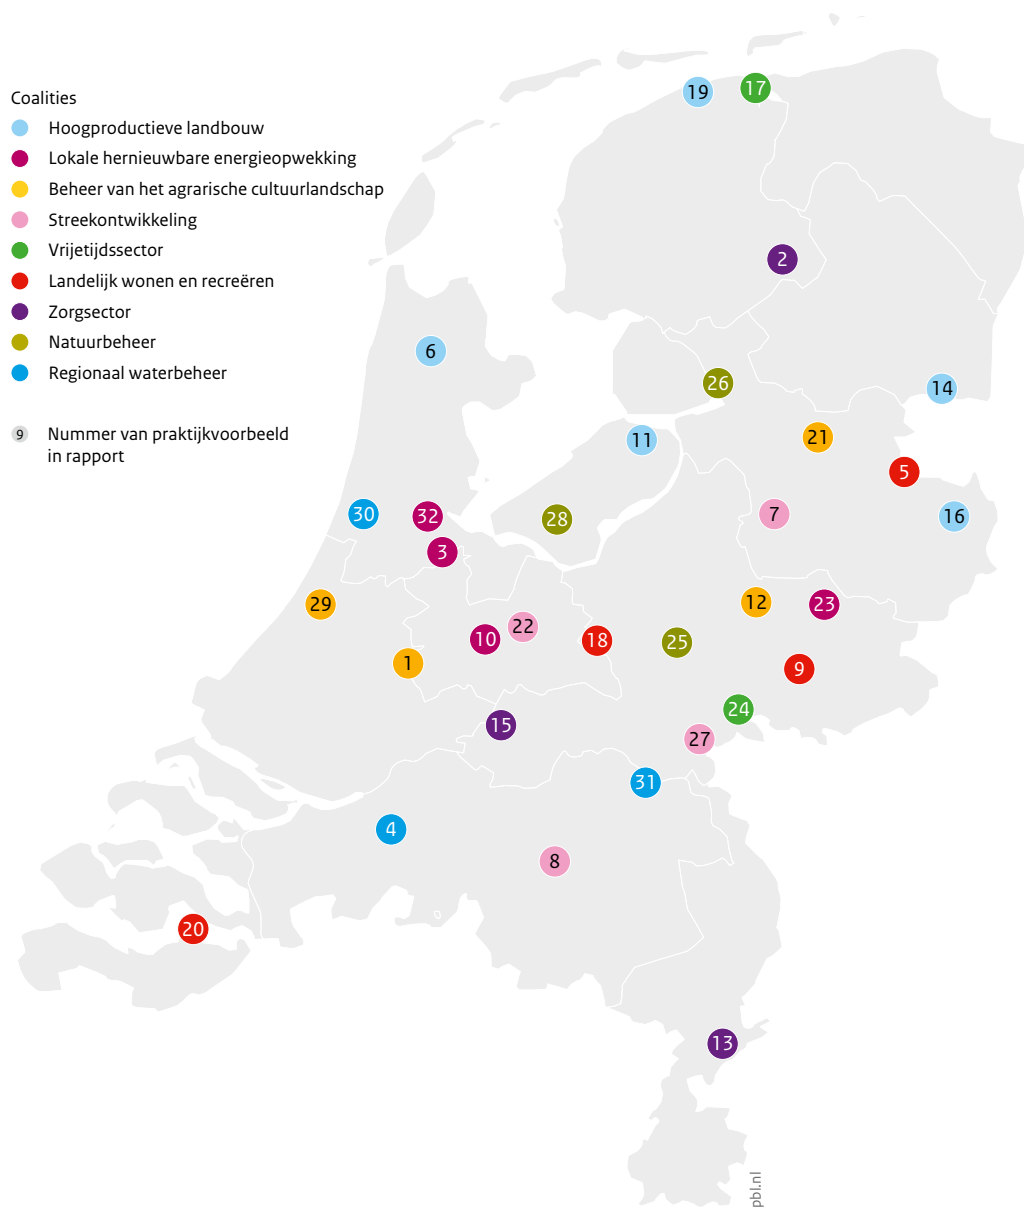 Coalities
Hoogproductieve landbouw
Lokale hernieuwbare energieopwekking
Beheer van het agrarische cultuurlandschap
Streekontwikkeling
Vrijetijdssector
Landelijk wonen en recreëren
Zorgsector
Natuurbeheer
Regionaal waterbeheer
9 Nummer van praktijkvoorbeeld
in rapport
19
17
2
6
26
14
11
21
5
30
32
28
7
16
3
29
12
23
10
22
18
25
1
9
15
24
27
31
4
8
20
13
pbl.nl